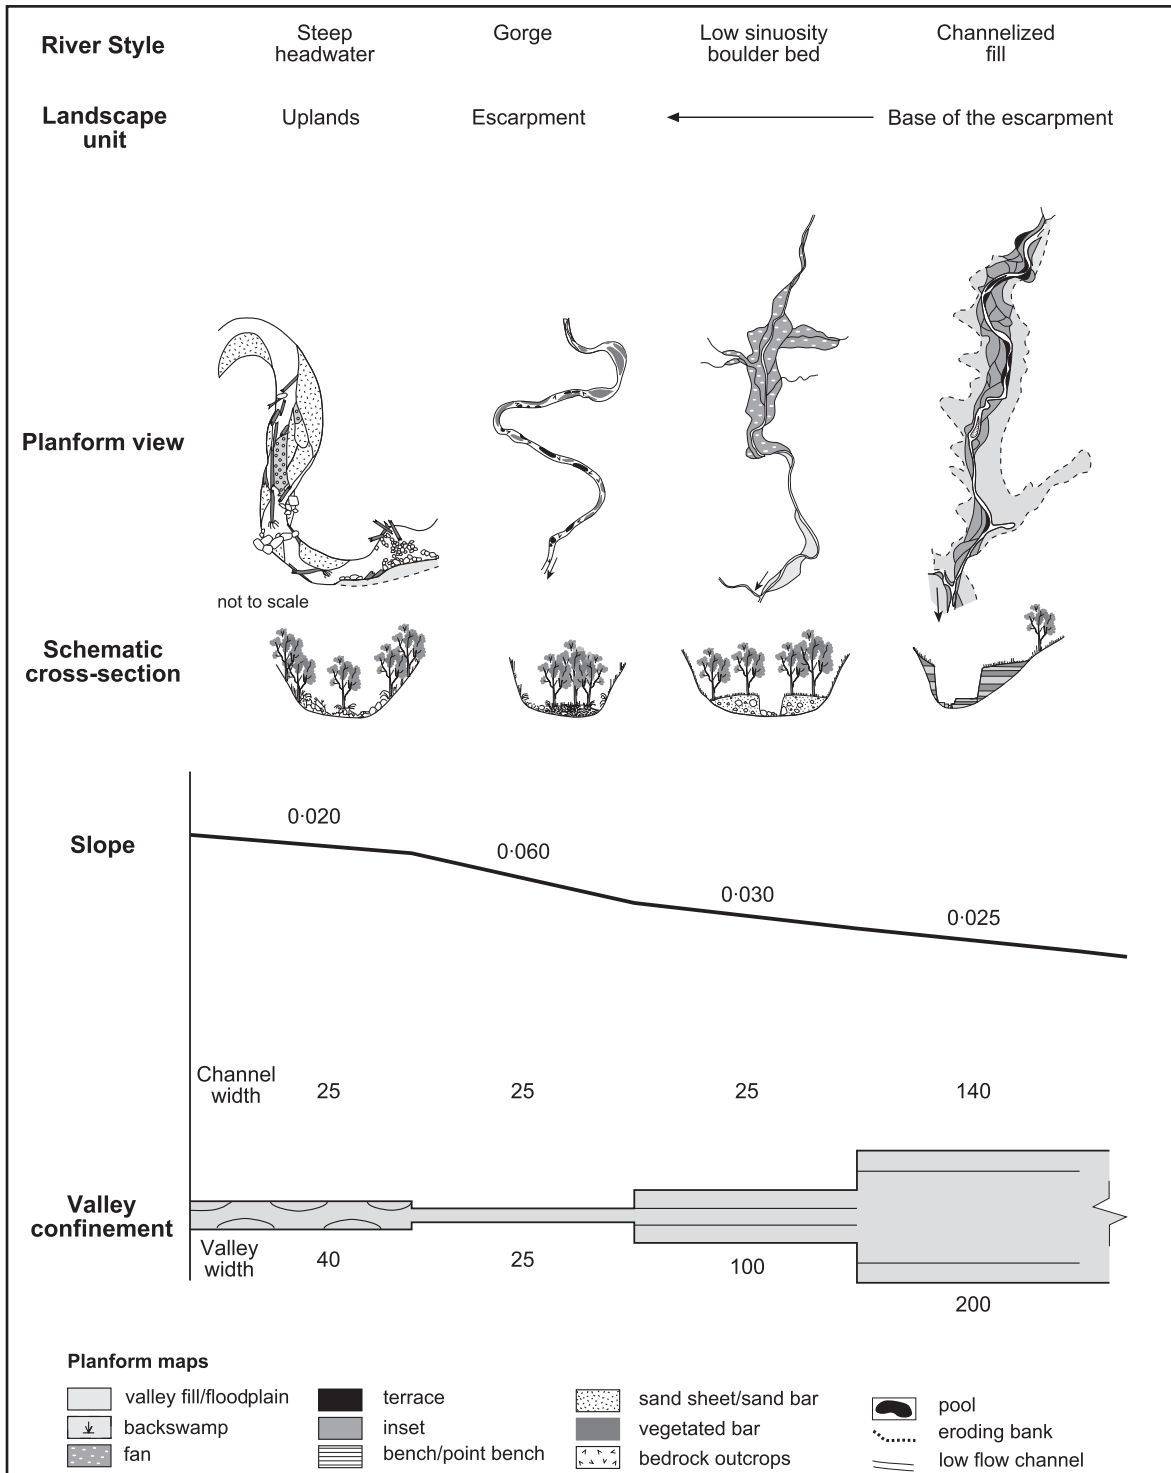 River Style
Steep
headwater
Gorge
Low sinuosity
boulder bed
Channelized
fill
Landscape
unit
Uplands
Escarpment
Base of the escarpment
Planform view
not to scale
Schematic
cross-section
Slope
0·020
0·060
0·030
0·025
Channel
width
25
25
25
140
Valley
confinement
Valley
width
40
25
100
200
Planform maps
valley fill/floodplain
backswamp
fan
terrace
inset
bench/point bench
sand sheet/sand bar
vegetated bar
bedrock outcrops
pool
eroding bank
low flow channel